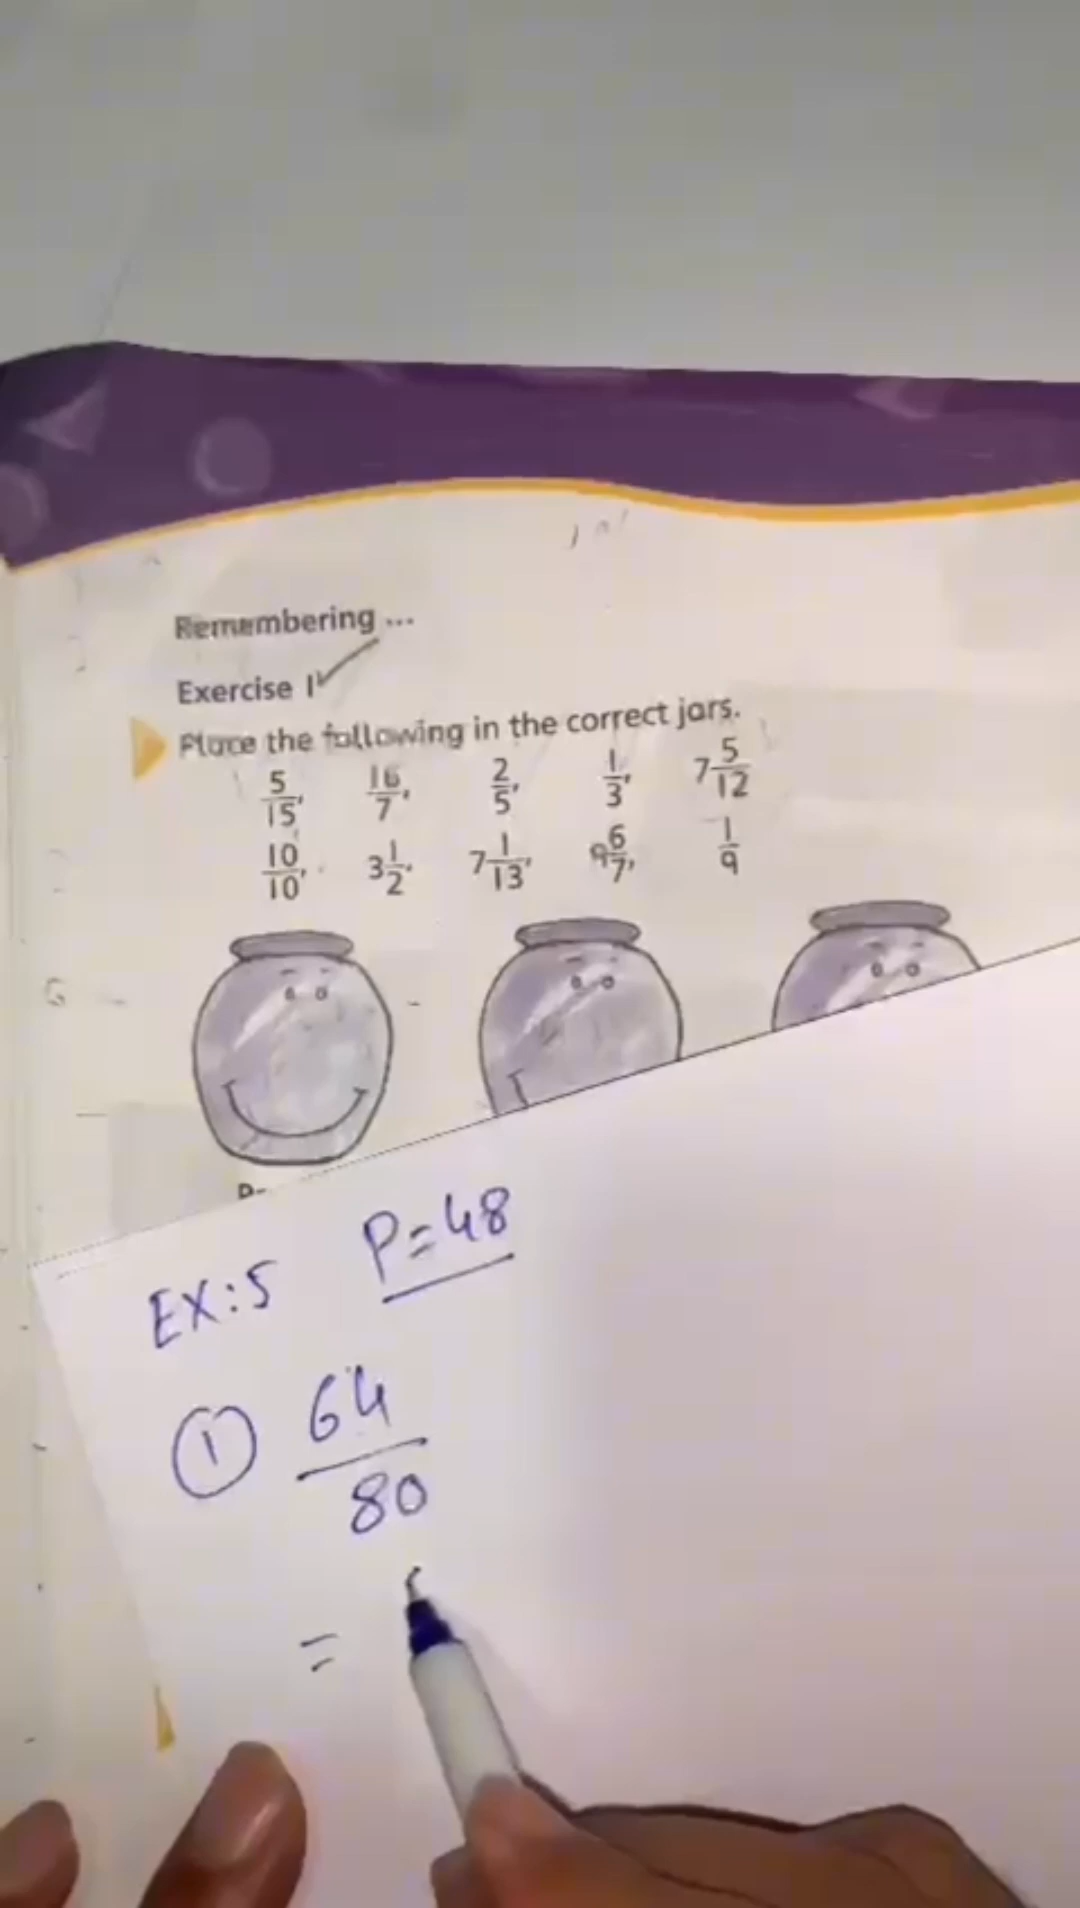 Remembering ...
Exercise 1
Place the following in the correct jars.
5/15, 16/7, 2/5, 1/3, 7 5/12
10/10, 3 1/2, 7 1/13, 9 6/7, 1/9
EX:5 P=48
① 64/80
=